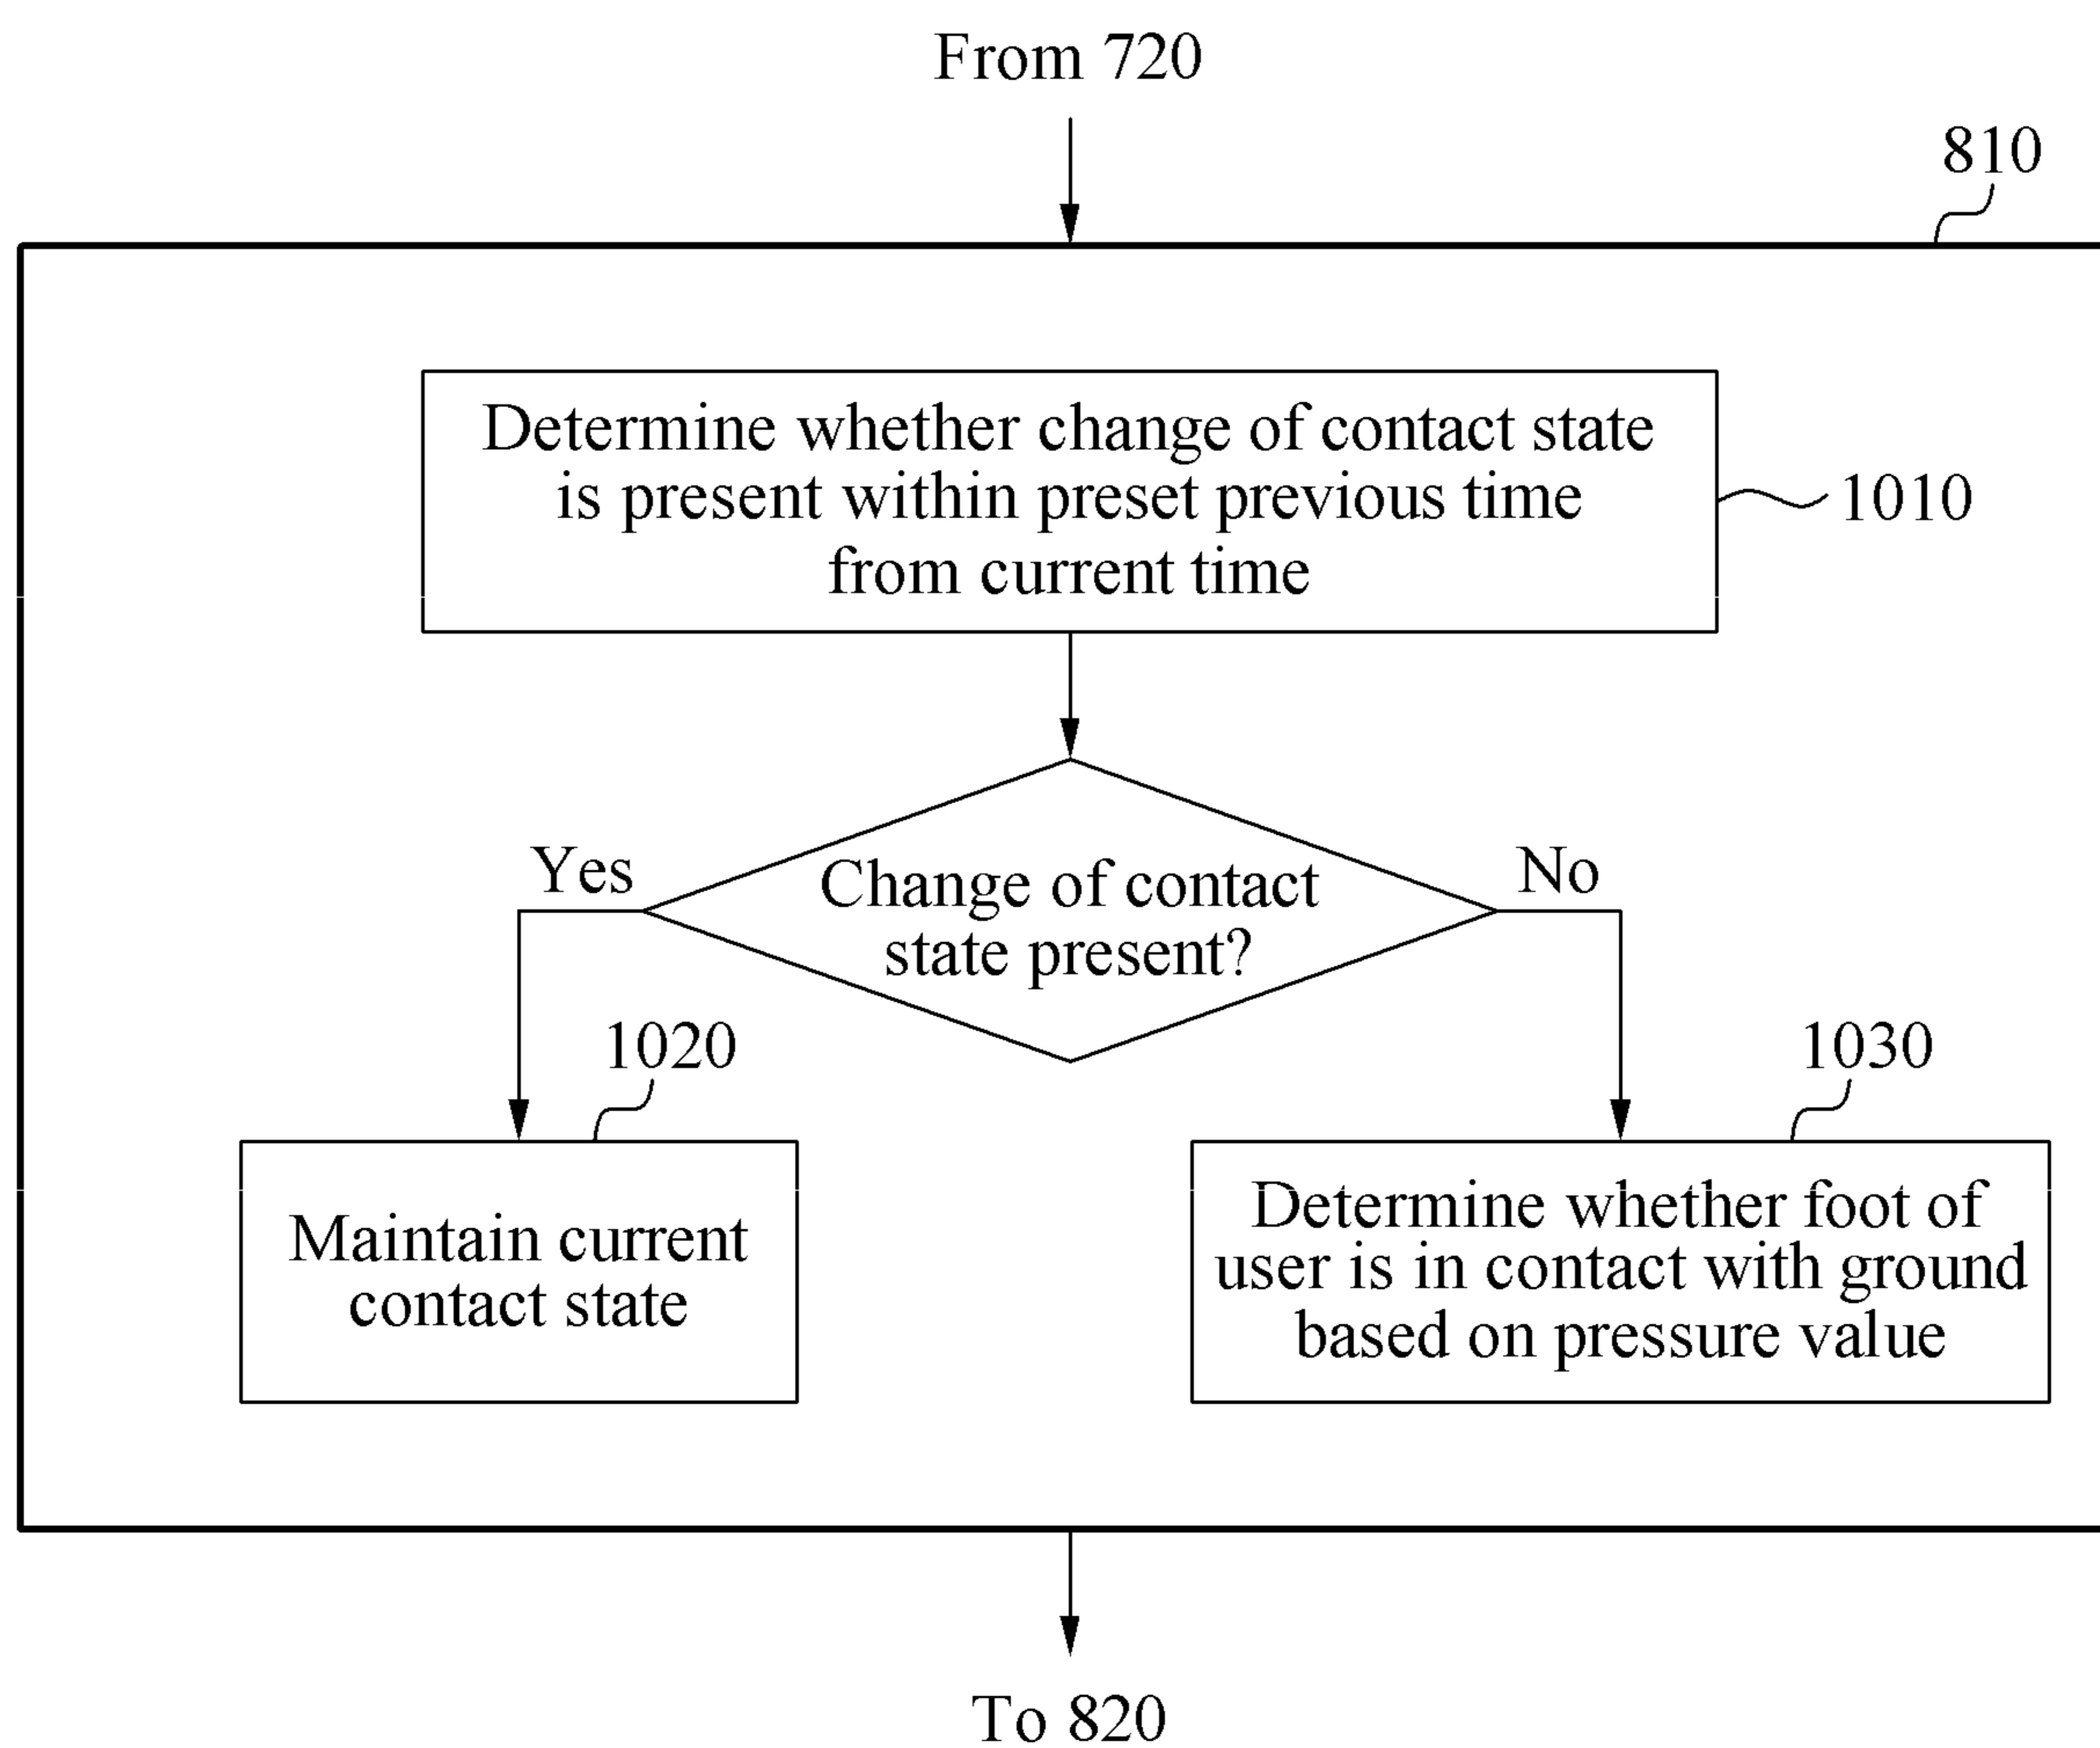 From 720
810
Determine whether change of contact state
is present within preset previous time
from current time
1010
Yes
Change of contact
state present?
No
1020
1030
Maintain current
contact state
Determine whether foot of
user is in contact with ground
based on pressure value
To 820